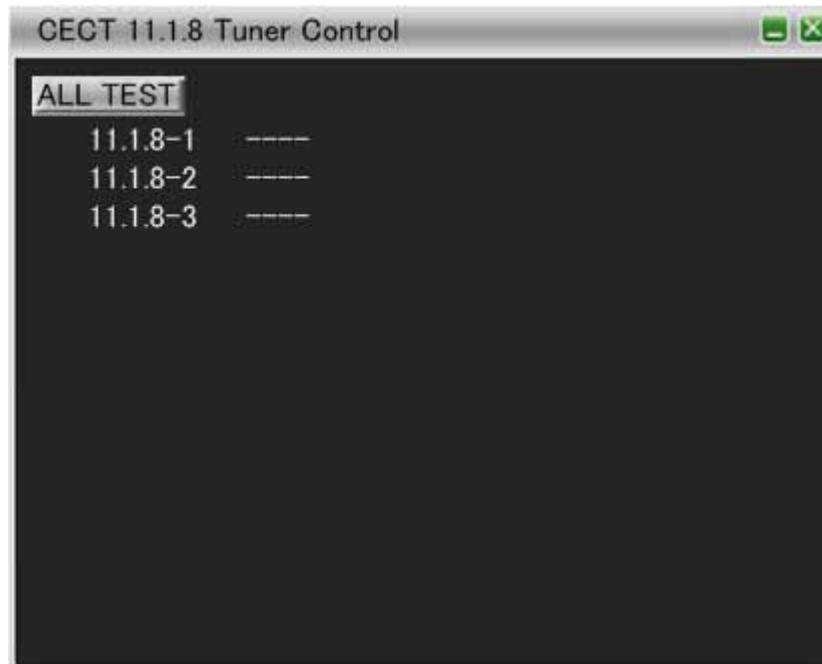 CECT 11.1.8 Tuner Control
ALL TEST
11.1.8-1 ----
11.1.8-2 ----
11.1.8-3 ----